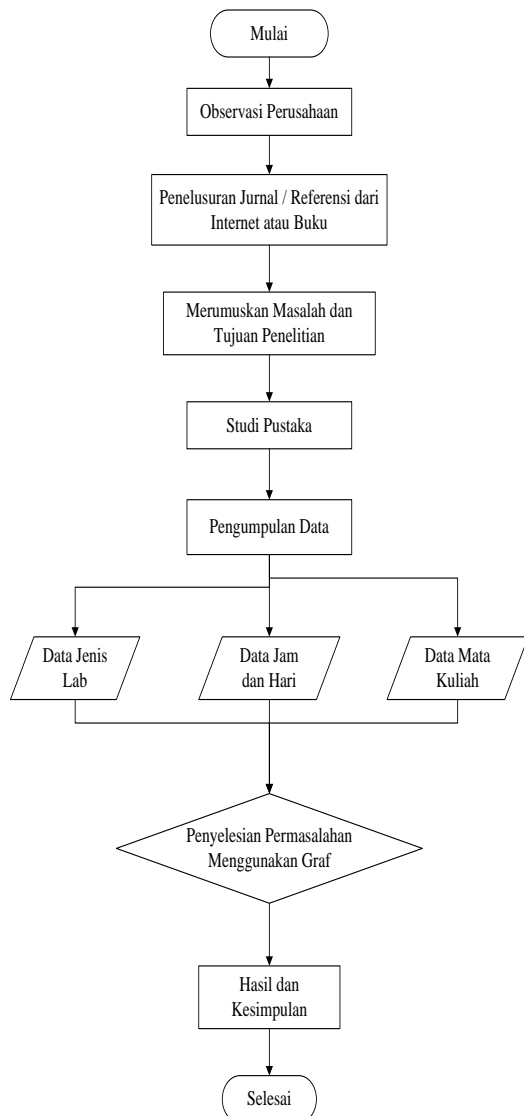 Mulai
Observasi Perusahaan
Penelusuran Jurnal / Referensi dari
Internet atau Buku
Merumuskan Masalah dan
Tujuan Penelitian
Studi Pustaka
Pengumpulan Data
Data Jenis
Lab
Data Jam
dan Hari
Data Mata
Kuliah
Penyelesian Permasalahan
Menggunakan Graf
Hasil dan
Kesimpulan
Selesai